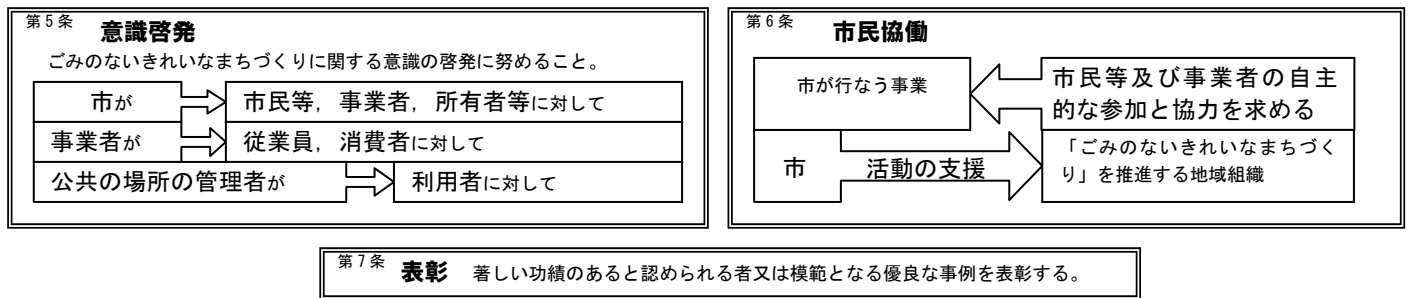 第5条 意識啓発
ごみのないきれいなまちづくりに関する意識の啓発に努めること。
市が 市民等，事業者，所有者等に対して
事業者が 従業員，消費者に対して
公共の場所の管理者が 利用者に対して
第6条 市民協働
市が行なう事業
市民等及び事業者の自主
的な参加と協力を求める
市 活動の支援
「ごみのないきれいなまちづく
り」を推進する地域組織
第7条 表彰 著しい功績のあると認められる者又は模範となる優良な事例を表彰する。